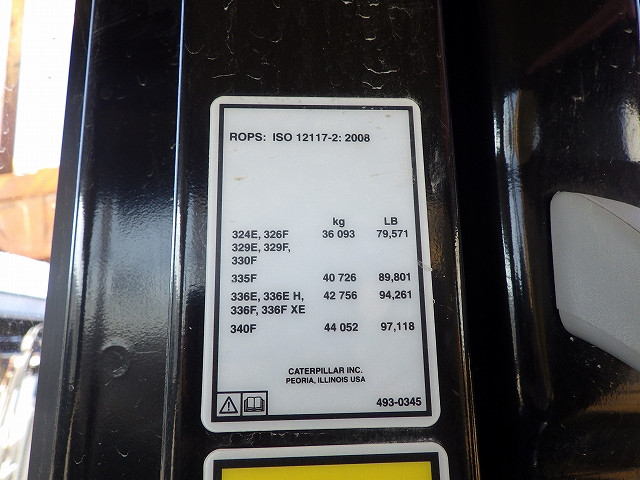 ROPS: ISO 12117-2: 2008
kg LB
324E, 326F 36 093 79,571
329E, 329F,
330F
335F 40 726 89,801
336E, 336E H, 42 756 94,261
336F, 336F XE
340F 44 052 97,118
CATERPILLAR INC.
PEORIA, ILLINOIS USA
493-0345